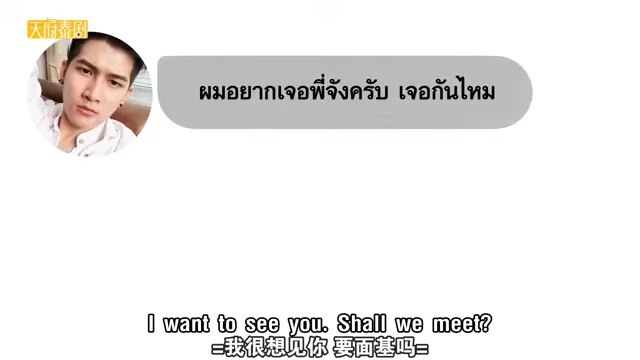 天府泰剧
ผมอยากเจอพี่จังครับ เจอกันไหม
I want to see you. Shall we meet?
=我很想见你 要面基吗=